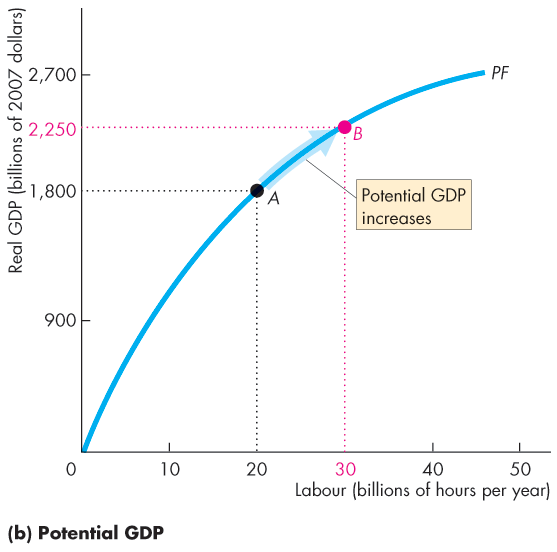 Real GDP (billions of 2007 dollars)
2,700
PF
2,250
B
1,800
A
Potential GDP
increases
900
0
10
20
30
40
50
Labour (billions of hours per year)
(b) Potential GDP